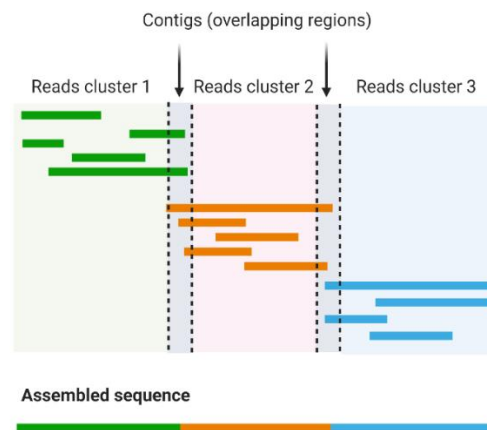 Contigs (overlapping regions)
Reads cluster 1 Reads cluster 2 Reads cluster 3
Assembled sequence